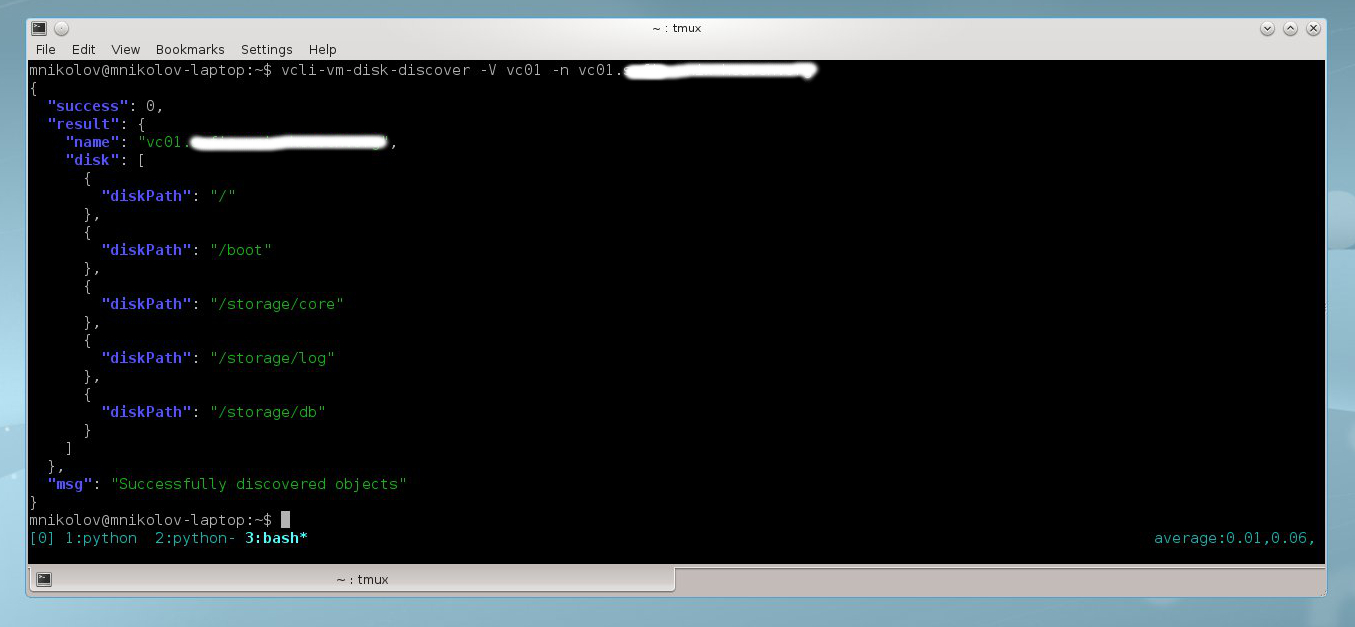 ~ : tmux
File Edit View Bookmarks Settings Help
mnikolov@mnikolov-laptop:~$ vcli-vm-disk-discover -V vc01 -n vc01.
{
"success": 0,
"result": {
"name": "vc01.",
"disk": [
{
"diskPath": "/"
},
{
"diskPath": "/boot"
},
{
"diskPath": "/storage/core"
},
{
"diskPath": "/storage/log"
},
{
"diskPath": "/storage/db"
}
]
},
"msg": "Successfully discovered objects"
}
mnikolov@mnikolov-laptop:~$
[0] 1:python 2:python- 3:bash* average:0.01,0.06,
~ : tmux